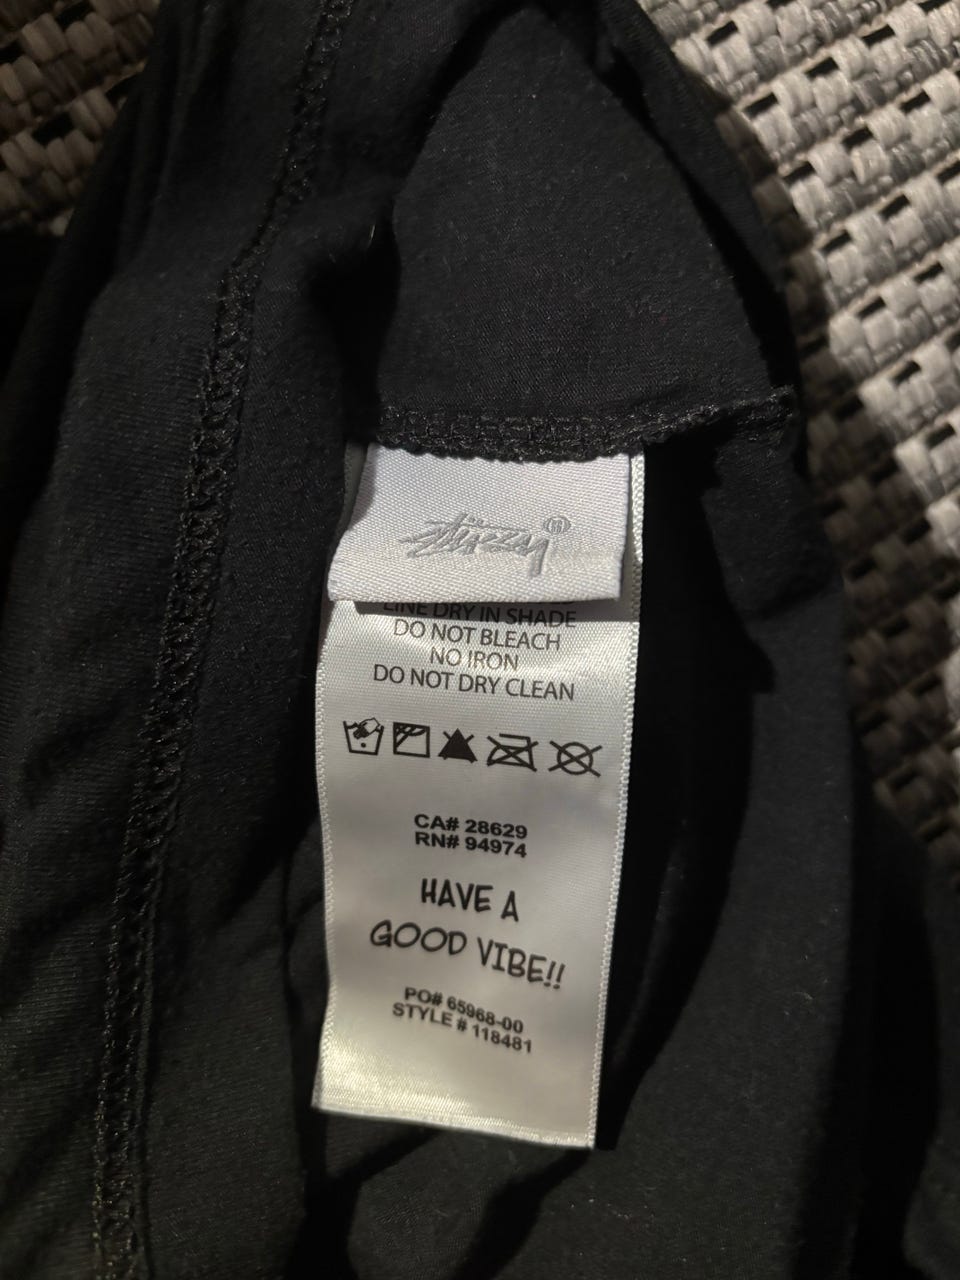 Stüssy ®
LINE DRY IN SHADE
DO NOT BLEACH
NO IRON
DO NOT DRY CLEAN
CA# 28629
RN# 94974
HAVE A
GOOD VIBE!!
PO# 65968-00
STYLE # 118481